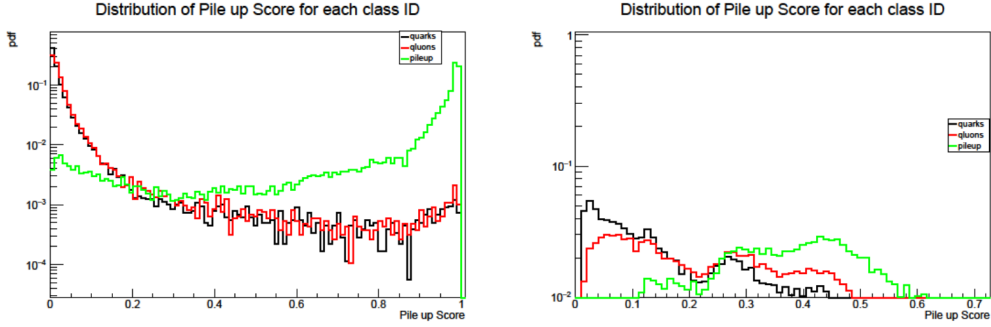 Distribution of Pile up Score for each class ID
pdf
quarks
qluons
pileup
10⁻¹
10⁻²
10⁻³
10⁻⁴
0 0.2 0.4 0.6 0.8 1
Pile up Score
Distribution of Pile up Score for each class ID
pdf
1
quarks
qluons
pileup
10⁻¹
10⁻²
0 0.1 0.2 0.3 0.4 0.5 0.6 0.7
Pile up Score